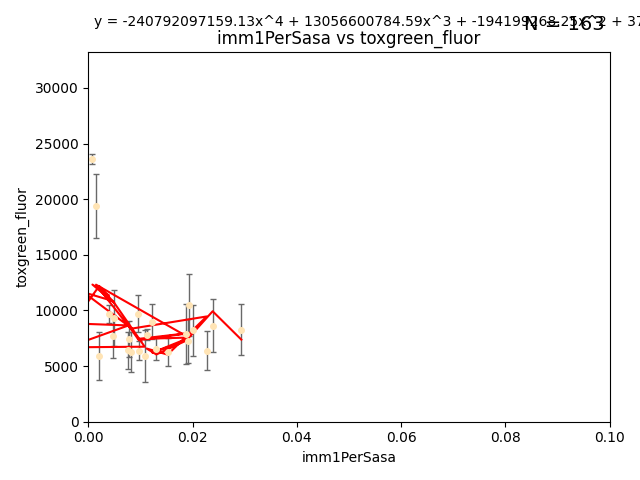 y = -240792097159.13x^4 + 13056600784.59x^3 + -194199268.25x^2 + 37
N = 163
imm1PerSasa vs toxgreen_fluor
30000
25000
20000
15000
10000
5000
0
toxgreen_fluor
0.00 0.02 0.04 0.06 0.08 0.10
imm1PerSasa